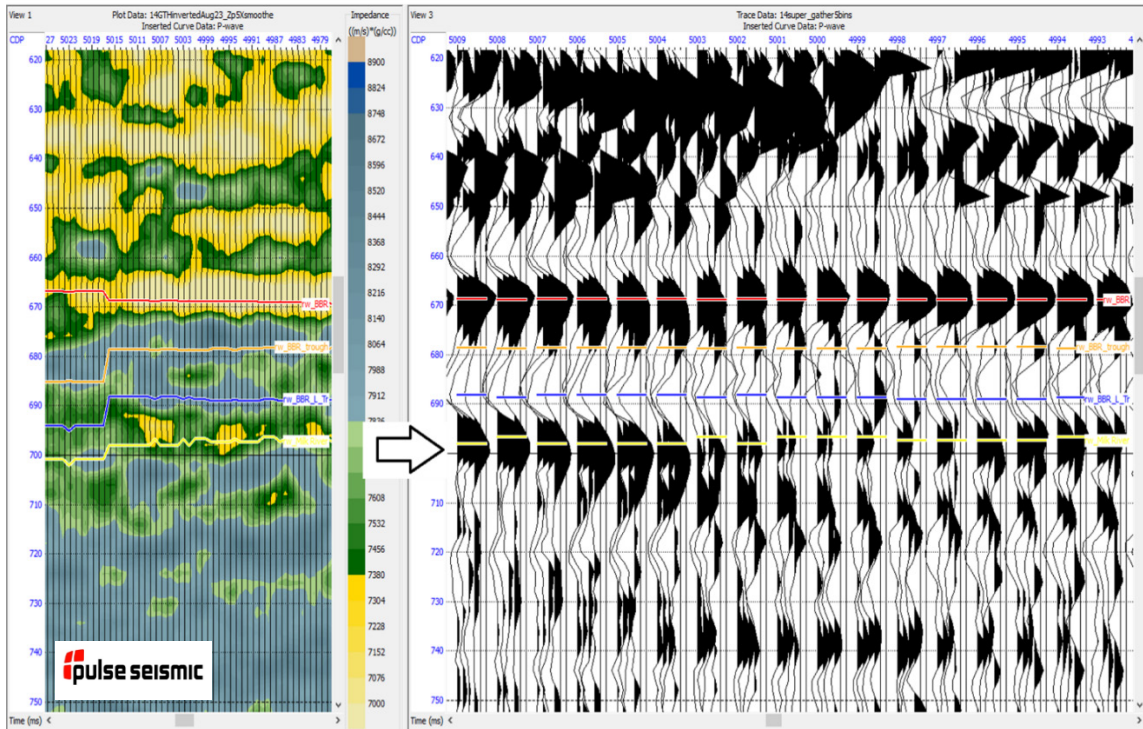 View 1
Plot Data: 14GTHinvertedAug23_Zp5Xsmoothe
Inserted Curve Data: P-wave
CDP 27 5023 5019 5015 5011 5007 5003 4999 4995 4991 4987 4983 4979
620
630
640
650
660
670
680
690
700
710
720
730
740
750
rw_BBR
rw_BBR_trough
rw_BBR_L_Tr
pulse seismic
Time (ms)
Impedance
((m/s)*(g/cc))
8900
8824
8748
8672
8596
8520
8444
8368
8292
8216
8140
8064
7988
7912
7608
7532
7456
7380
7304
7228
7152
7076
7000
View 3
Trace Data: 14super_gather5bins
Inserted Curve Data: P-wave
CDP 5009 5008 5007 5006 5005 5004 5003 5002 5001 5000 4999 4998 4997 4996 4995 4994 4993 4
620
630
640
650
660
670
680
690
700
710
720
730
740
750
rw_BBR
rw_BBR_trough
rw_BBR_L_Tr
Time (ms)